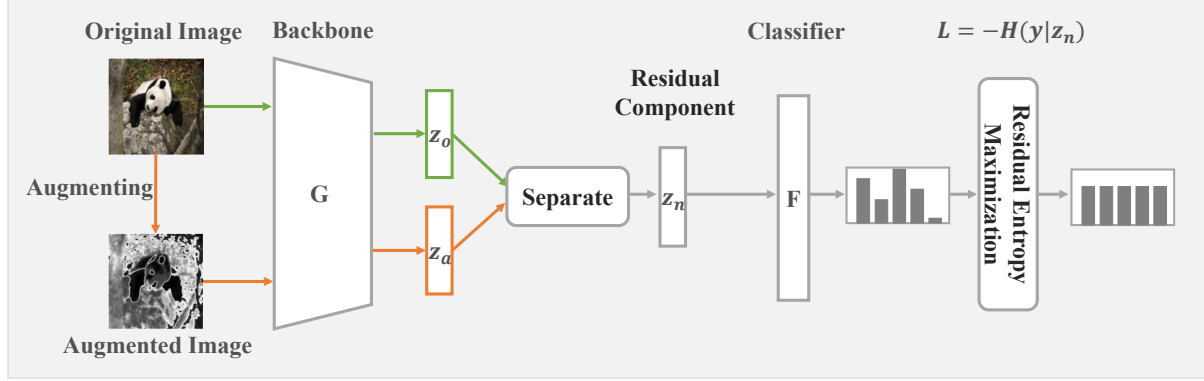 Original Image
Backbone
Classifier
L = −H(y|z_n)
Residual
Component
Augmenting
G
z_o
z_a
Separate
z_n
F
Residual Entropy
Maximization
Augmented Image